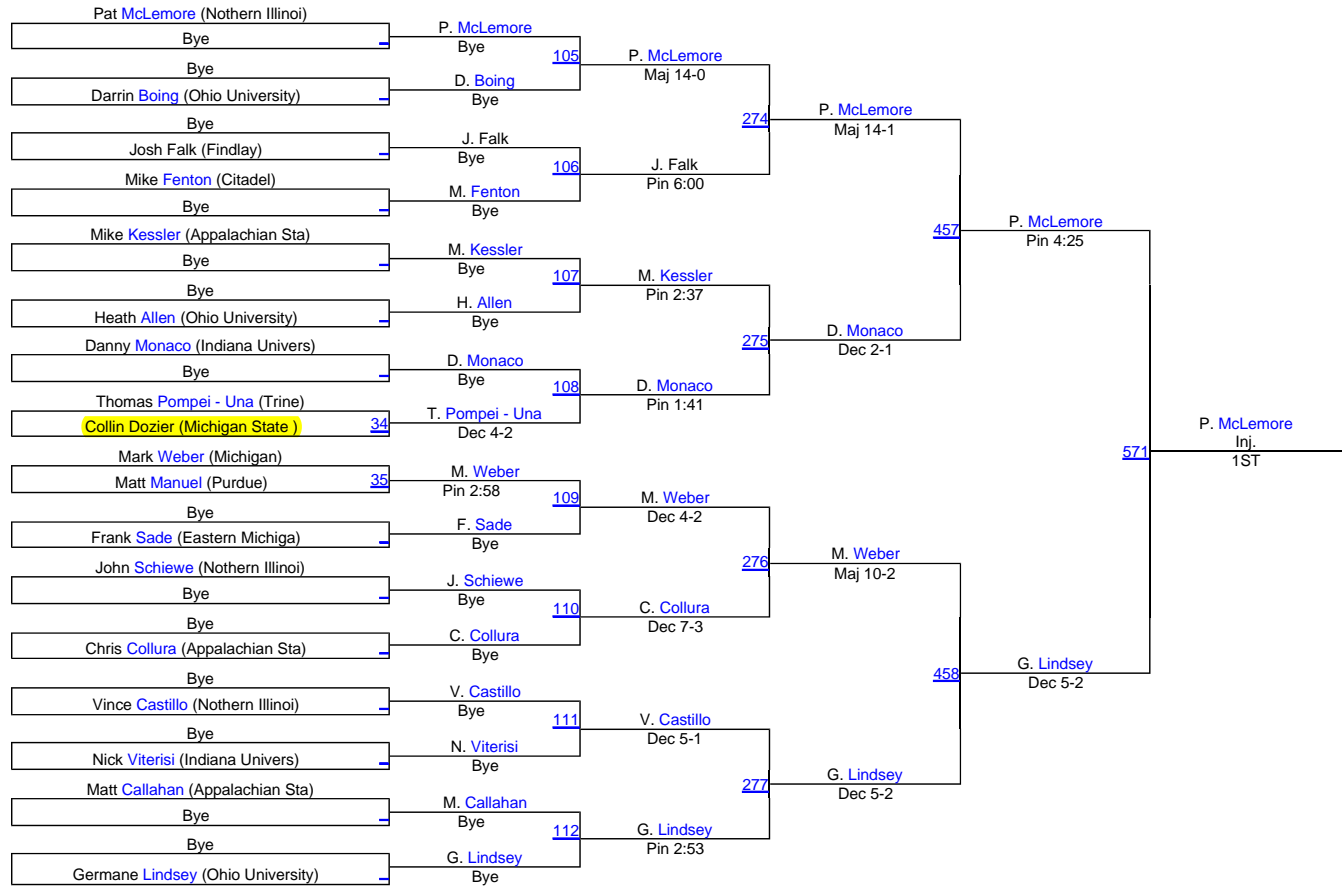 Pat McLemore (Nothern Illinoi)
Bye
Bye
Darrin Boing (Ohio University)
Bye
Josh Falk (Findlay)
Mike Fenton (Citadel)
Bye
Mike Kessler (Appalachian Sta)
Bye
Bye
Heath Allen (Ohio University)
Danny Monaco (Indiana Univers)
Bye
Thomas Pompei - Una (Trine)
Collin Dozier (Michigan State )
34
Mark Weber (Michigan)
Matt Manuel (Purdue)
35
Bye
Frank Sade (Eastern Michiga)
John Schiewe (Nothern Illinoi)
Bye
Bye
Chris Collura (Appalachian Sta)
Bye
Vince Castillo (Nothern Illinoi)
Bye
Nick Viterisi (Indiana Univers)
Matt Callahan (Appalachian Sta)
Bye
Bye
Germane Lindsey (Ohio University)
P. McLemore
Bye
105
D. Boing
Bye
J. Falk
Bye
106
M. Fenton
Bye
M. Kessler
Bye
107
H. Allen
Bye
D. Monaco
Bye
108
T. Pompei - Una
Dec 4-2
M. Weber
Pin 2:58
109
F. Sade
Bye
J. Schiewe
Bye
110
C. Collura
Bye
V. Castillo
Bye
111
N. Viterisi
Bye
M. Callahan
Bye
112
G. Lindsey
Bye
P. McLemore
Maj 14-0
274
J. Falk
Pin 6:00
M. Kessler
Pin 2:37
275
D. Monaco
Pin 1:41
M. Weber
Dec 4-2
276
C. Collura
Dec 7-3
V. Castillo
Dec 5-1
277
G. Lindsey
Pin 2:53
P. McLemore
Maj 14-1
457
D. Monaco
Dec 2-1
M. Weber
Maj 10-2
458
G. Lindsey
Dec 5-2
P. McLemore
Pin 4:25
571
G. Lindsey
Dec 5-2
P. McLemore
Inj.
1ST